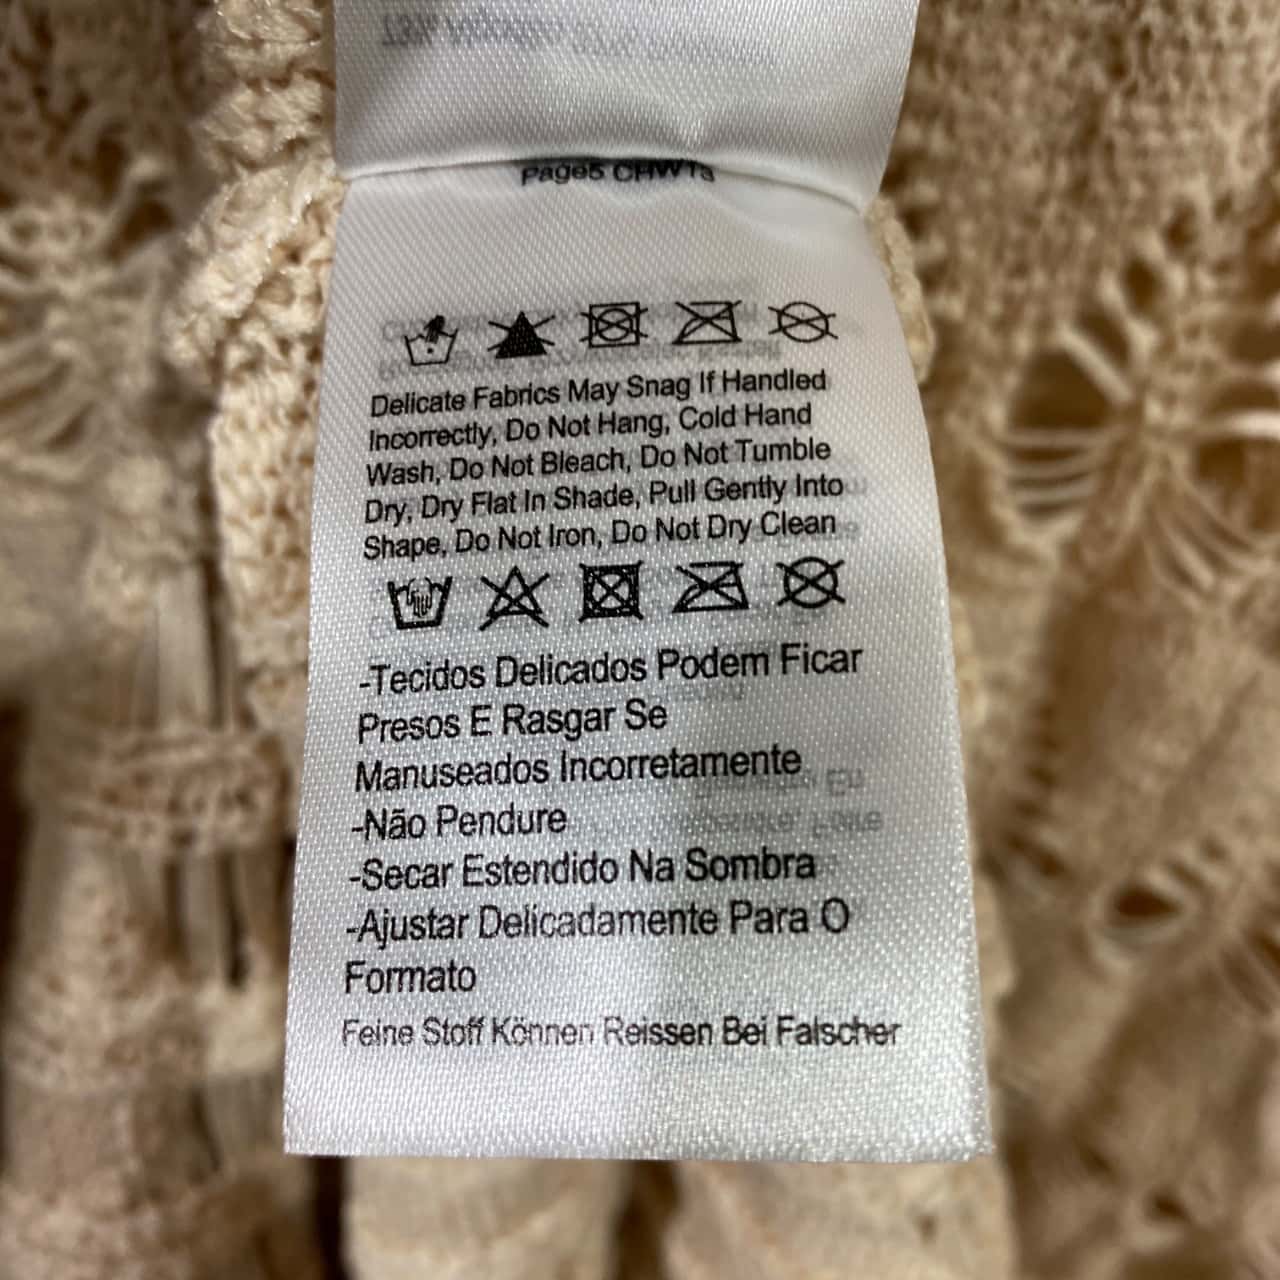 Page5 CHWTa
Delicate Fabrics May Snag If Handled
Incorrectly, Do Not Hang, Cold Hand
Wash, Do Not Bleach, Do Not Tumble
Dry, Dry Flat In Shade, Pull Gently Into
Shape, Do Not Iron, Do Not Dry Clean
-Tecidos Delicados Podem Ficar
Presos E Rasgar Se
Manuseados Incorretamente
-Não Pendure
-Secar Estendido Na Sombra
-Ajustar Delicadamente Para O
Formato
Feine Stoff Können Reissen Bei Falscher